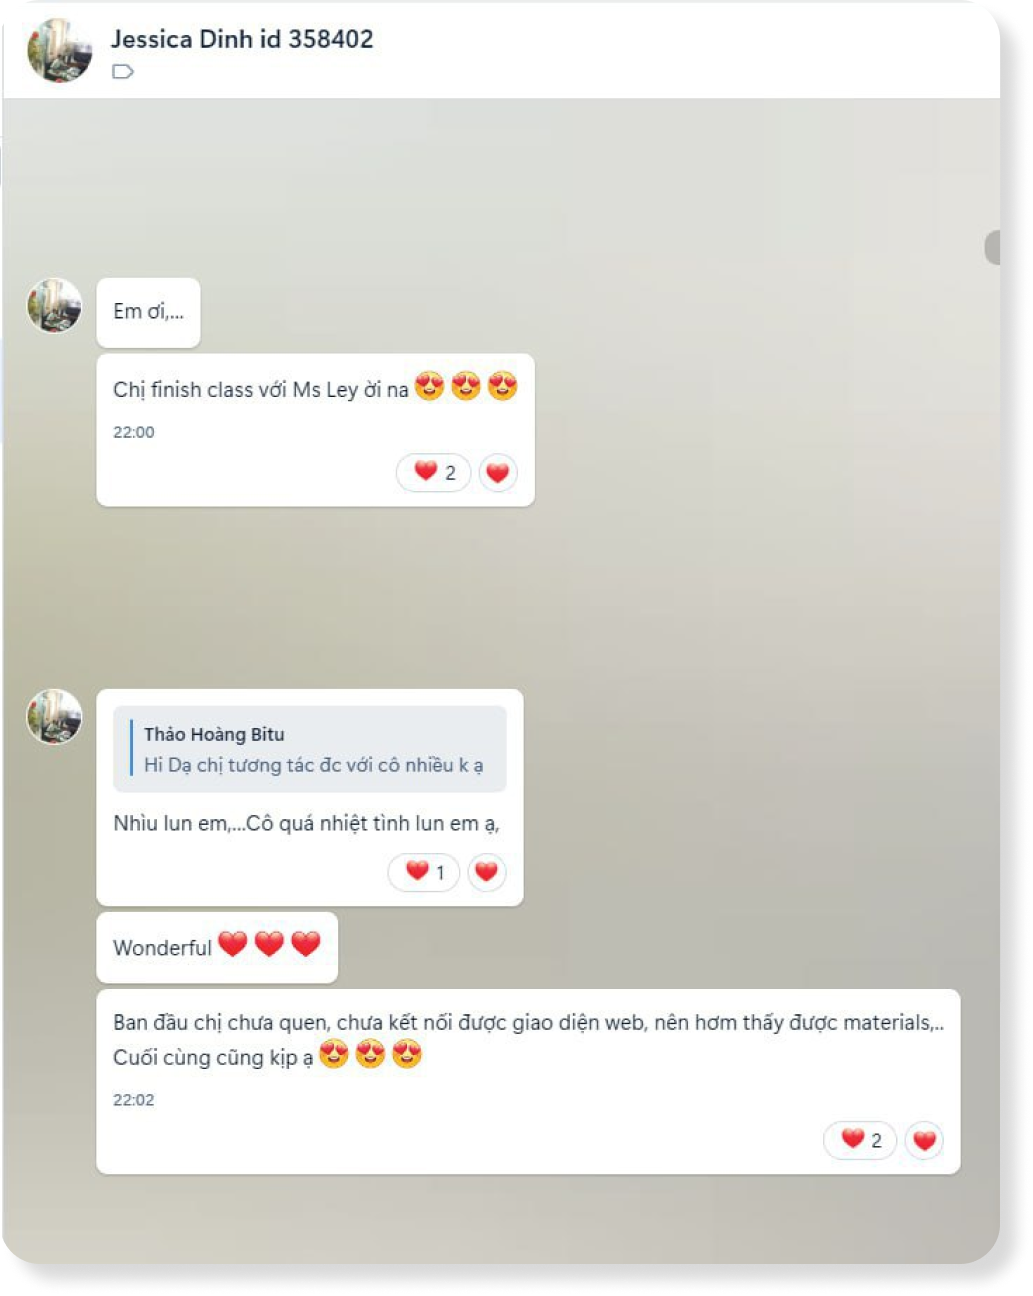 Jessica Dinh id 358402
Em ơi,...
Chị finish class với Ms Ley ời na 😍 😍 😍
22:00
❤️ 2 ❤️
Thảo Hoàng Bitu
Hi Dạ chị tương tác đc với cô nhiều k ạ
Nhìu lun em,...Cô quá nhiệt tình lun em ạ,
❤️ 1 ❤️
Wonderful ❤️ ❤️ ❤️
Ban đầu chị chưa quen, chưa kết nối được giao diện web, nên hơm thấy được materials,..
Cuối cùng cũng kịp ạ 😍 😍 😍
22:02
❤️ 2 ❤️